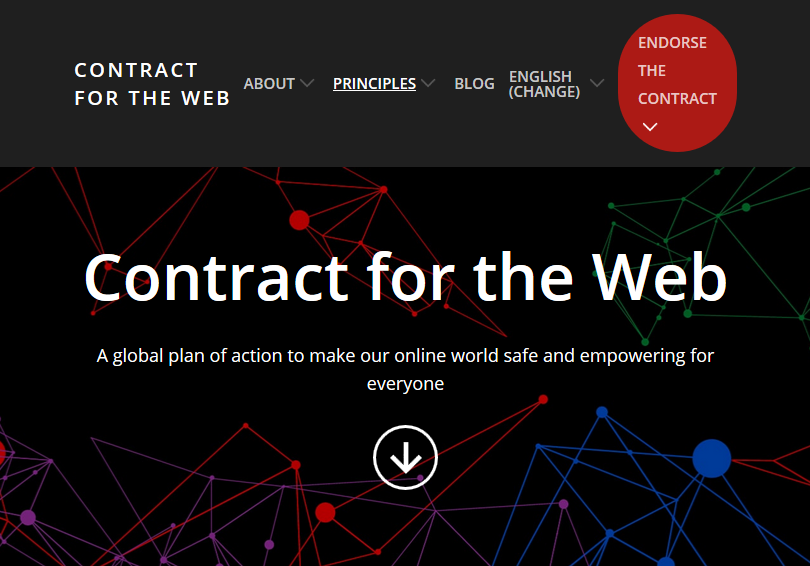 CONTRACT
FOR THE WEB
ABOUT
PRINCIPLES
BLOG
ENGLISH
(CHANGE)
ENDORSE
THE
CONTRACT
Contract for the Web
A global plan of action to make our online world safe and empowering for
everyone